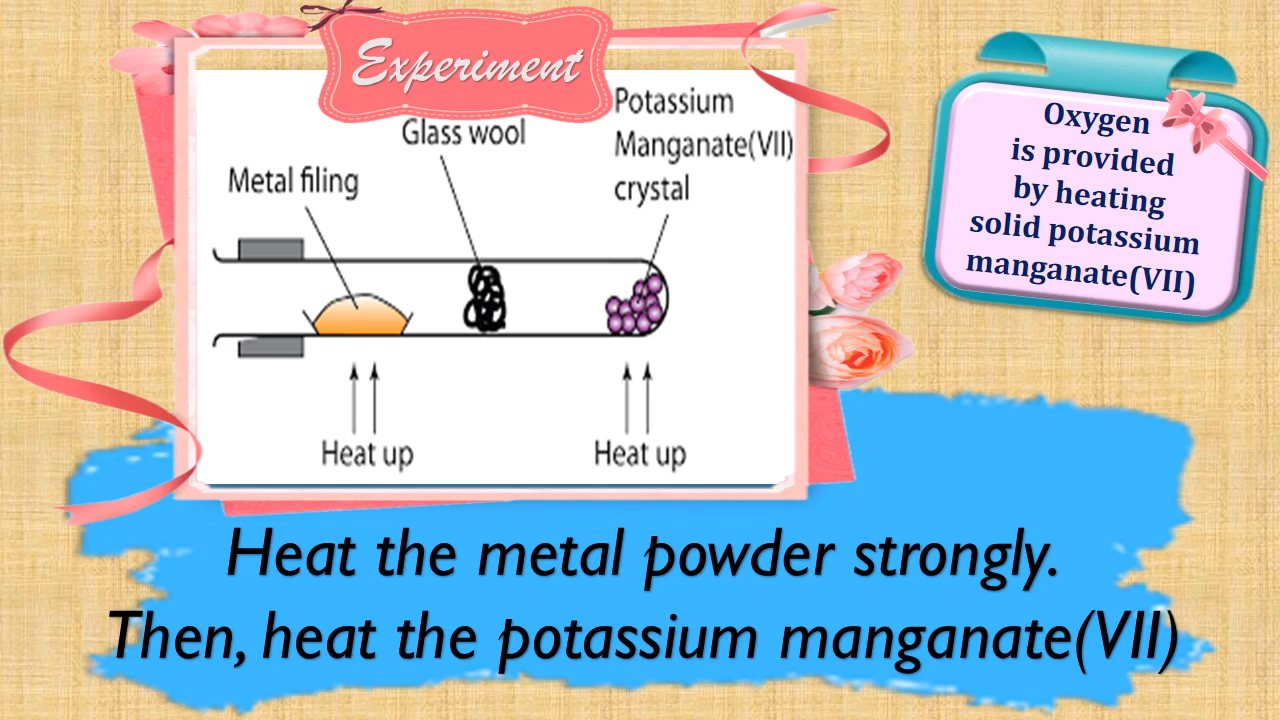 Experiment
Potassium
Manganate(VII)
crystal
Glass wool
Metal filing
Heat up
Heat up
Oxygen
is provided
by heating
solid potassium
manganate(VII)
Heat the metal powder strongly.
Then, heat the potassium manganate(VII)